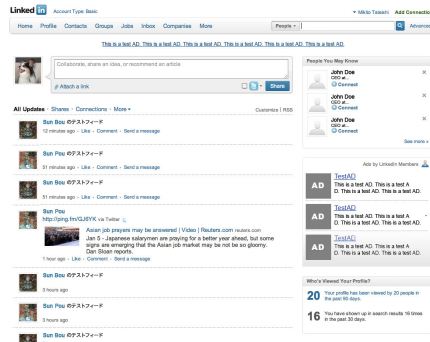 Linked in Account Type: Basic
Mikito Takeshi Add Connections
Home Profile Contacts Groups Jobs Inbox Companies More
People
Advanced
This is a test AD. This is a test AD. This is a test AD. This is a test AD. This is a test AD. This is a test AD.
Collaborate, share an idea, or recommend an article
Attach a link
Share
All Updates · Shares · Connections · More
Customize | RSS
Sun Bou のテストフィード
12 minutes ago · Like · Comment · Send a message
Sun Pou のテストフィード
51 minutes ago · Like · Comment · Send a message
Sun Bou のテストフィード
51 minutes ago · Like · Comment · Send a message
Sun Pou
http://ping.fm/GJ6YK via Twitter
Asian job prayers may be answered | Video | Reuters.com reuters.com
Jan 5 - Japanese salarymen are praying for a better year ahead, but some
signs are emerging that the Asian job market may be not be so gloomy.
Dan Sloan reports.
1 hour ago · Like · Comment · Send a message
Sun Bou のテストフィード
3 hours ago
Sun Pou のテストフィード
3 hours ago
Sun Bou のテストフィード
People You May Know
John Doe
CEO at...
Connect
John Doe
CEO at...
Connect
John Doe
CEO at...
Connect
See more »
Ads by LinkedIn Members
AD
TestAD
This is a test AD. This is a test A
D. This is a test AD. This is a test AD.
AD
TestAD
This is a test AD. This is a test A
D. This is a test AD. This is a test AD.
AD
TestAD
This is a test AD. This is a test A
D. This is a test AD. This is a test AD.
Who's Viewed Your Profile?
20 Your profile has been viewed by 20 people in
the past 90 days.
16 You have shown up in search results 16 times
in the past 30 days.